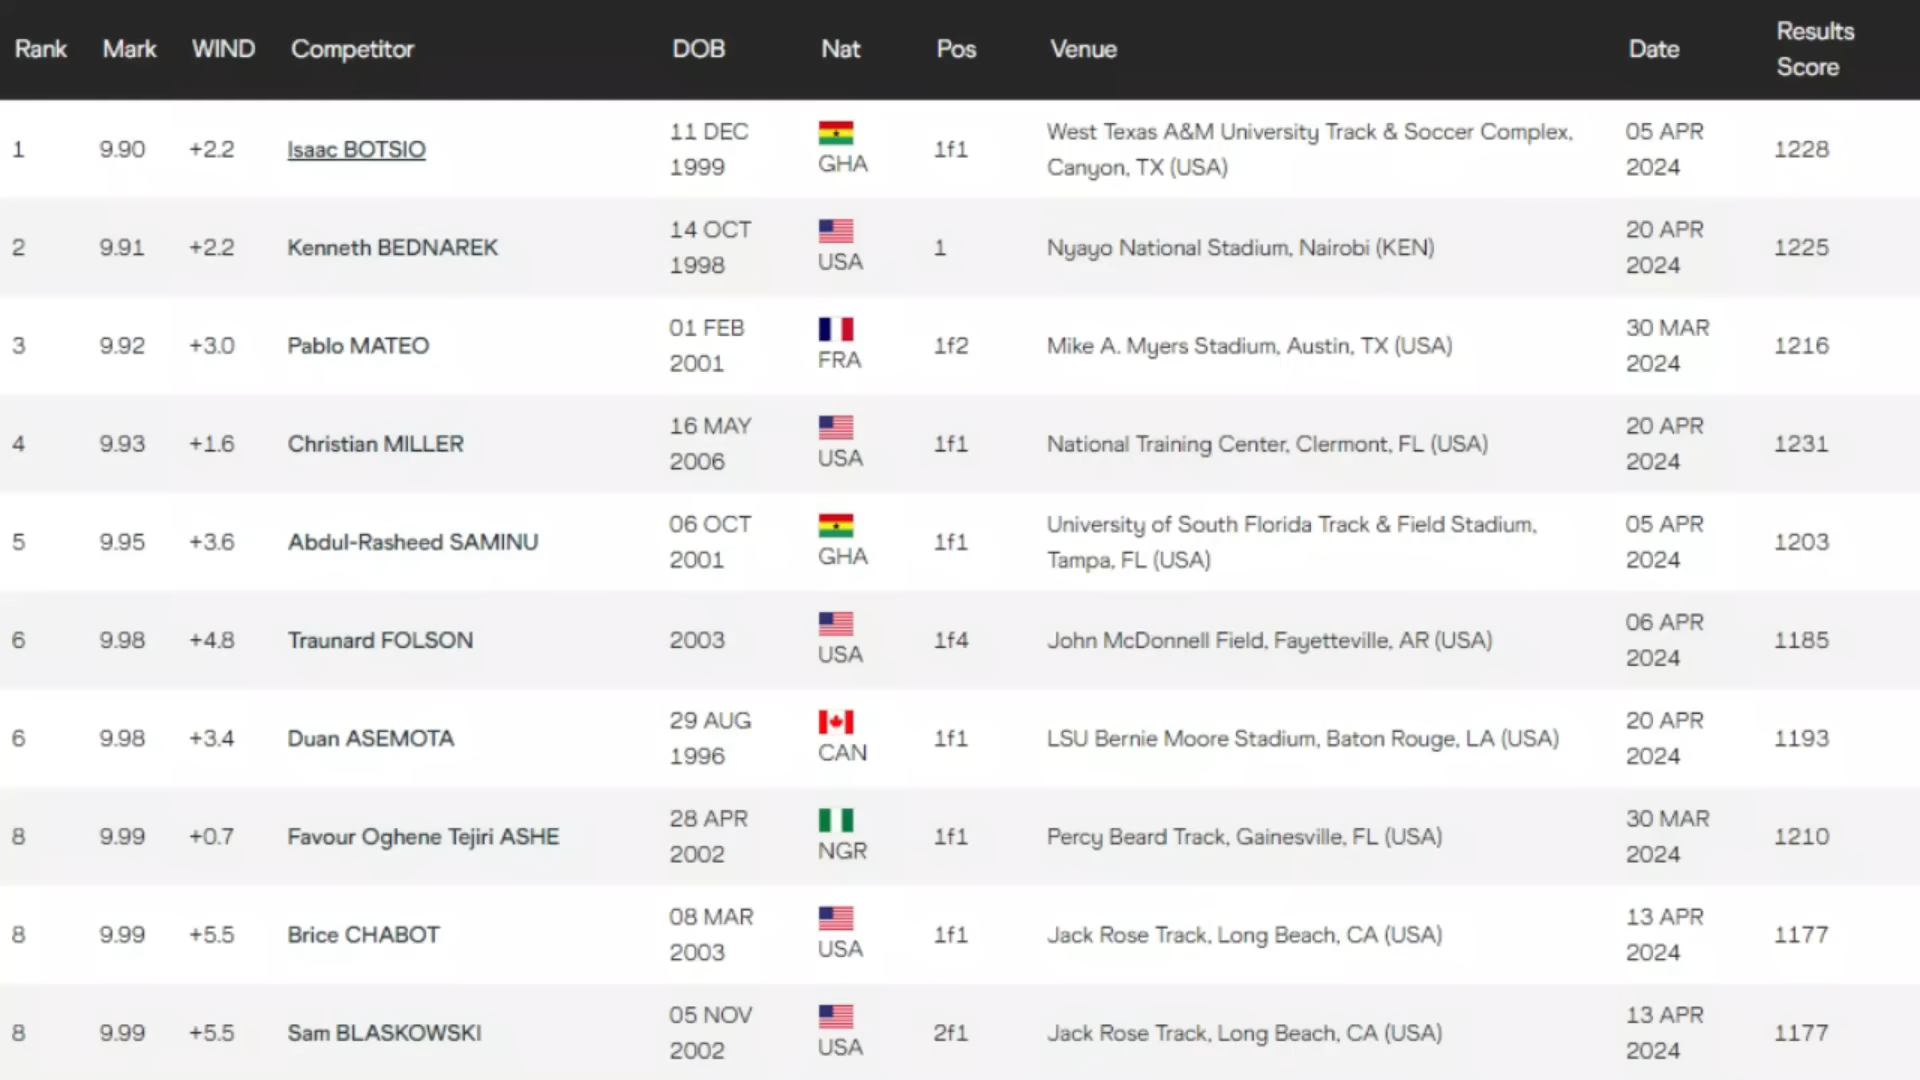 Rank Mark WIND Competitor DOB Nat Pos Venue Date Results Score
1 9.90 +2.2 Isaac BOTSIO 11 DEC 1999 GHA 1f1 West Texas A&M University Track & Soccer Complex, Canyon, TX (USA) 05 APR 2024 1228
2 9.91 +2.2 Kenneth BEDNAREK 14 OCT 1998 USA 1 Nyayo National Stadium, Nairobi (KEN) 20 APR 2024 1225
3 9.92 +3.0 Pablo MATEO 01 FEB 2001 FRA 1f2 Mike A. Myers Stadium, Austin, TX (USA) 30 MAR 2024 1216
4 9.93 +1.6 Christian MILLER 16 MAY 2006 USA 1f1 National Training Center, Clermont, FL (USA) 20 APR 2024 1231
5 9.95 +3.6 Abdul-Rasheed SAMINU 06 OCT 2001 GHA 1f1 University of South Florida Track & Field Stadium, Tampa, FL (USA) 05 APR 2024 1203
6 9.98 +4.8 Traunard FOLSON 2003 USA 1f4 John McDonnell Field, Fayetteville, AR (USA) 06 APR 2024 1185
6 9.98 +3.4 Duan ASEMOTA 29 AUG 1996 CAN 1f1 LSU Bernie Moore Stadium, Baton Rouge, LA (USA) 20 APR 2024 1193
8 9.99 +0.7 Favour Oghene Tejiri ASHE 28 APR 2002 NGR 1f1 Percy Beard Track, Gainesville, FL (USA) 30 MAR 2024 1210
8 9.99 +5.5 Brice CHABOT 08 MAR 2003 USA 1f1 Jack Rose Track, Long Beach, CA (USA) 13 APR 2024 1177
8 9.99 +5.5 Sam BLASKOWSKI 05 NOV 2002 USA 2f1 Jack Rose Track, Long Beach, CA (USA) 13 APR 2024 1177